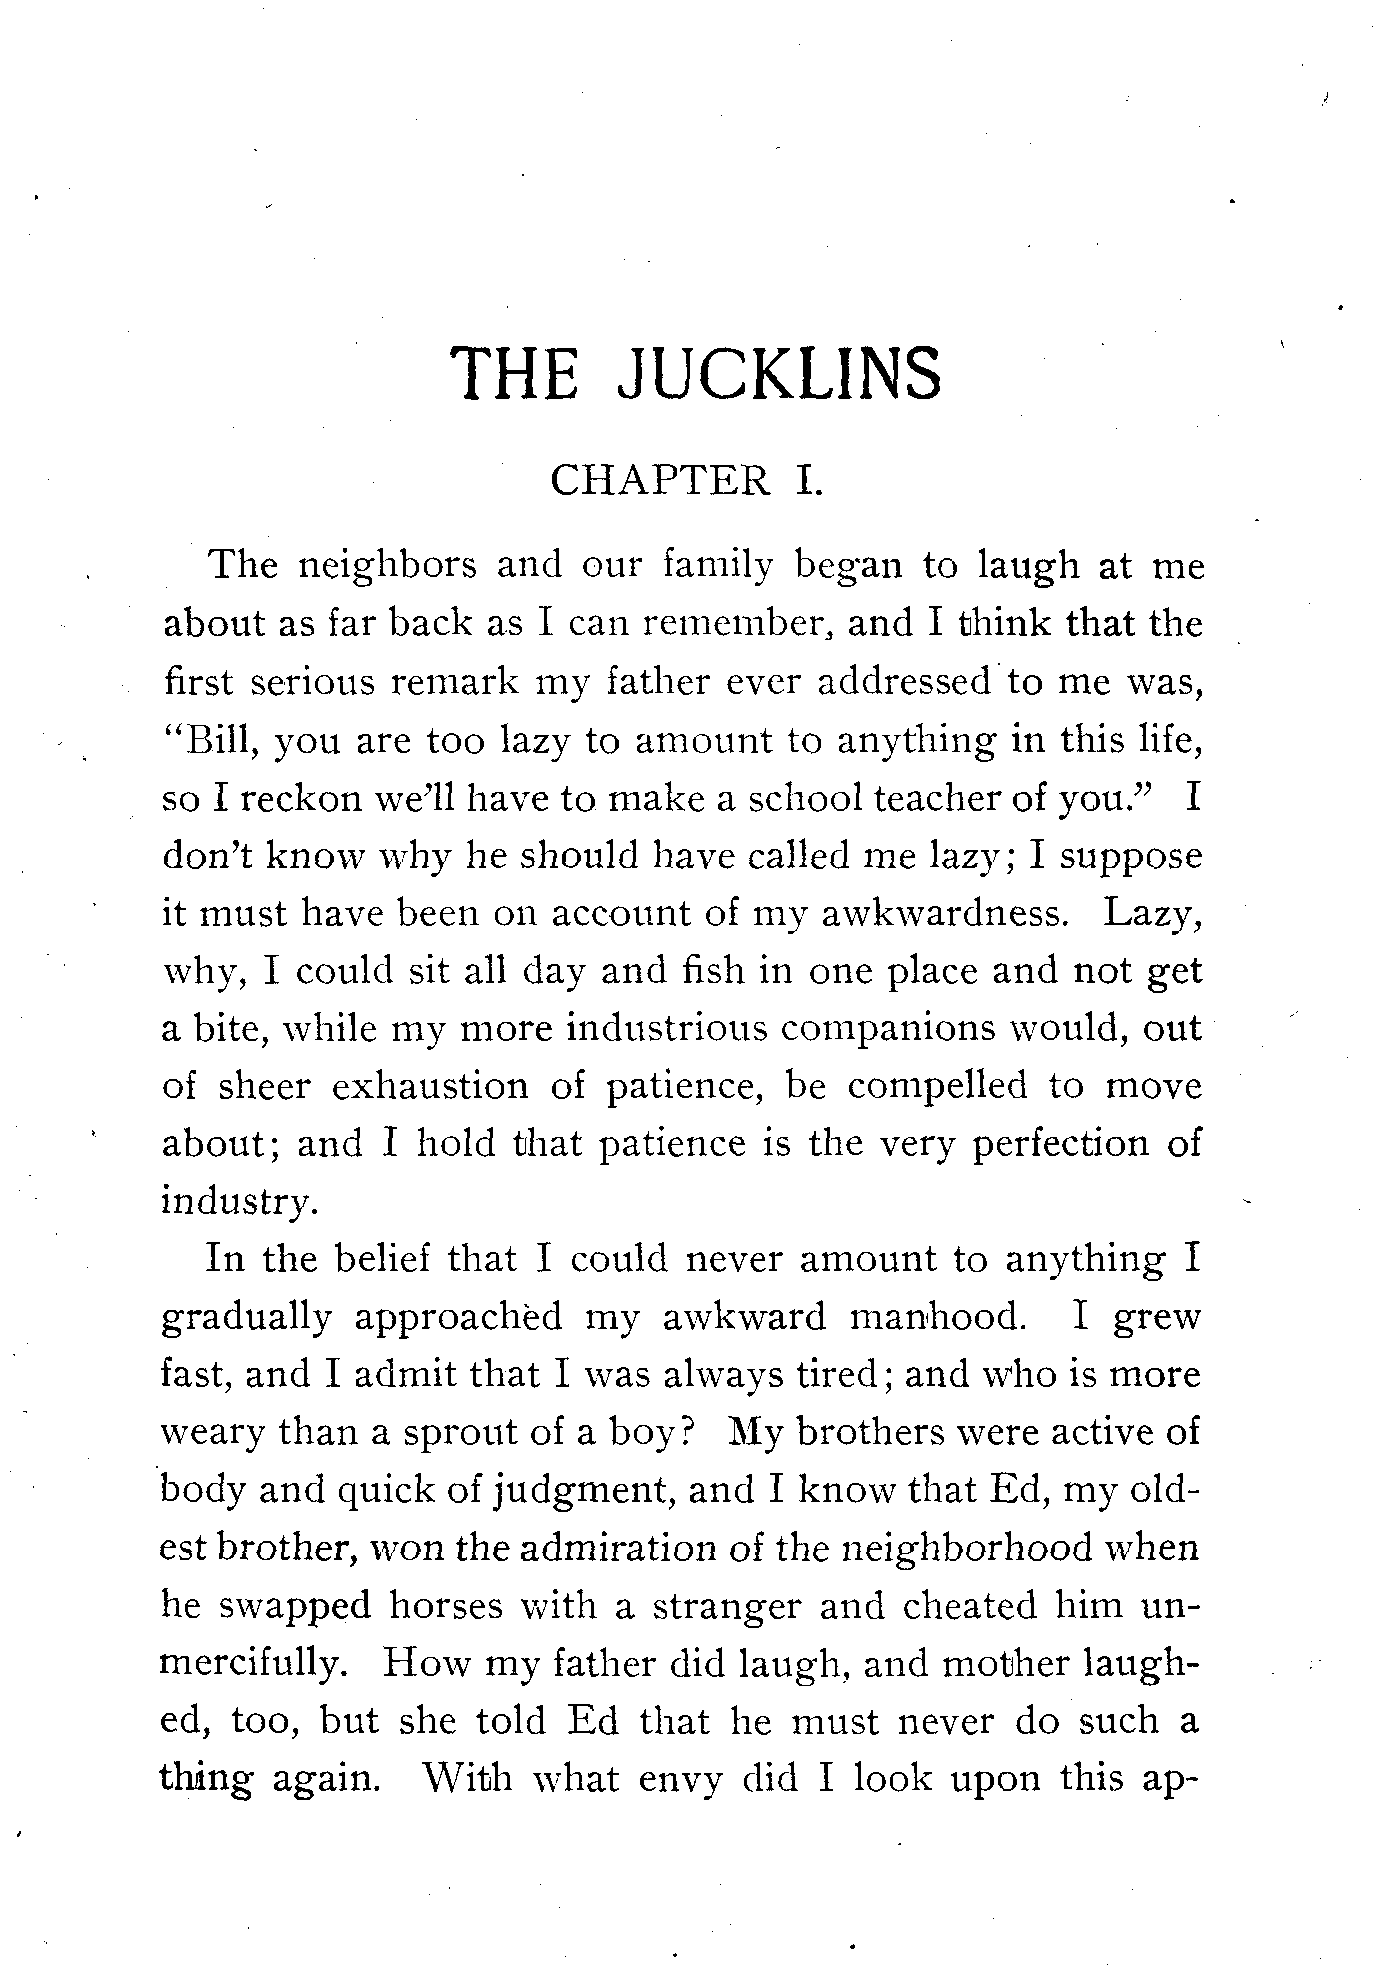 THE JUCKLINS
CHAPTER I.
The neighbors and our family began to laugh at me
about as far back as I can remember, and I think that the
first serious remark my father ever addressed to me was,
“Bill, you are too lazy to amount to anything in this life,
so I reckon we’ll have to make a school teacher of you.” I
don’t know why he should have called me lazy; I suppose
it must have been on account of my awkwardness. Lazy,
why, I could sit all day and fish in one place and not get
a bite, while my more industrious companions would, out
of sheer exhaustion of patience, be compelled to move
about; and I hold that patience is the very perfection of
industry.
In the belief that I could never amount to anything I
gradually approached my awkward manhood. I grew
fast, and I admit that I was always tired; and who is more
weary than a sprout of a boy? My brothers were active of
body and quick of judgment, and I know that Ed, my old-
est brother, won the admiration of the neighborhood when
he swapped horses with a stranger and cheated him un-
mercifully. How my father did laugh, and mother laugh-
ed, too, but she told Ed that he must never do such a
thing again. With what envy did I look upon this ap-